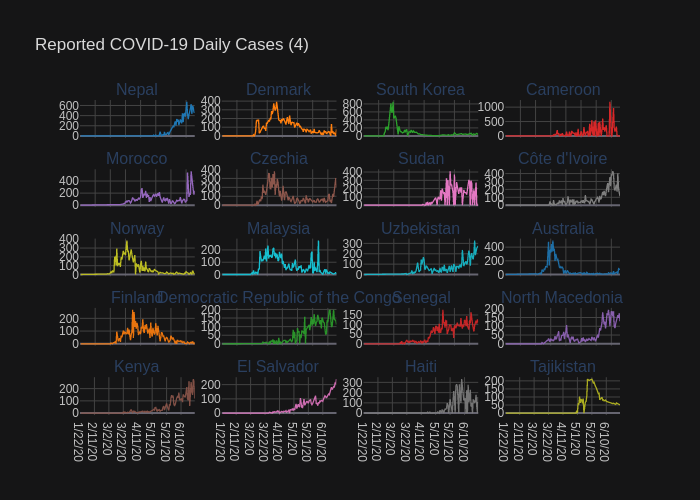 Reported COVID-19 Daily Cases (4)
Nepal Denmark South Korea Cameroon
600 400 200 0
400 300 200 100 0
800 600 400 200 0
1000 500 0
Morocco Czechia Sudan Côte d'Ivoire
400 200 0
300 200 100 0
400 300 200 100 0
400 300 200 100 0
Norway Malaysia Uzbekistan Australia
400 300 200 100 0
200 100 0
300 200 100 0
400 200 0
Finland Democratic Republic of the Congo Senegal North Macedonia
200 100 0
200 150 100 50 0
150 100 50 0
200 150 100 50 0
Kenya El Salvador Haiti Tajikistan
200 100 0
200 100 0
300 200 100 0
200 150 100 50 0
1/22/20 2/11/20 3/2/20 3/22/20 4/11/20 5/1/20 5/21/20 6/10/20
1/22/20 2/11/20 3/2/20 3/22/20 4/11/20 5/1/20 5/21/20 6/10/20
1/22/20 2/11/20 3/2/20 3/22/20 4/11/20 5/1/20 5/21/20 6/10/20
1/22/20 2/11/20 3/2/20 3/22/20 4/11/20 5/1/20 5/21/20 6/10/20